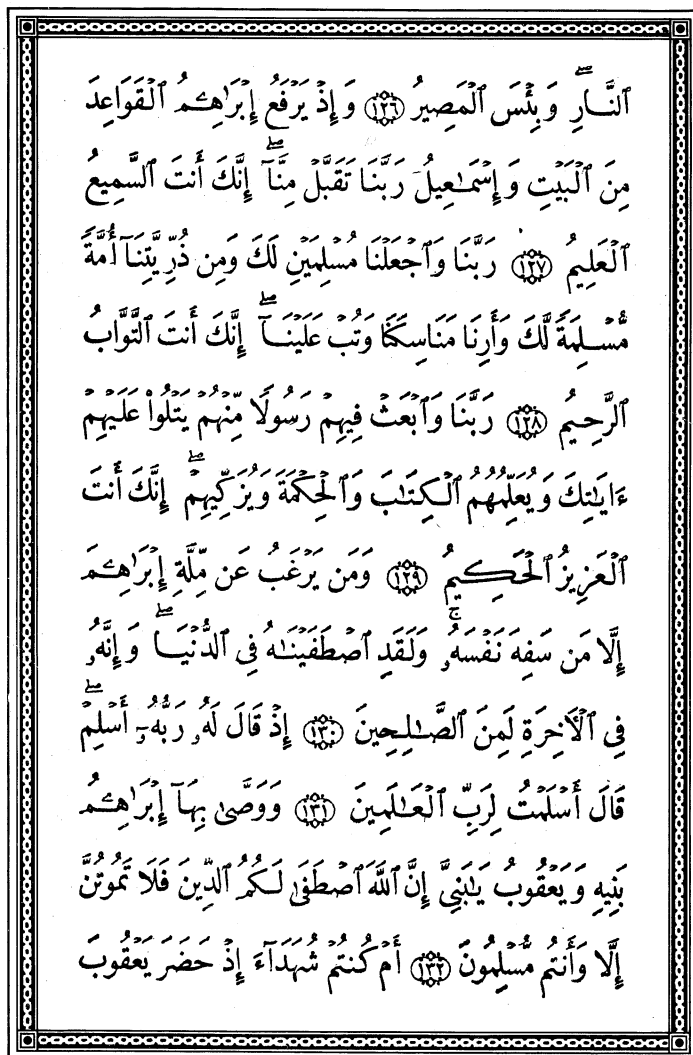 ٱلنَّارِ ۖ وَبِئْسَ ٱلْمَصِيرُ ١٢٦ وَإِذْ يَرْفَعُ إِبْرَٰهِـۧمُ ٱلْقَوَاعِدَ
مِنَ ٱلْبَيْتِ وَإِسْمَـٰعِيلُ رَبَّنَا تَقَبَّلْ مِنَّآ ۖ إِنَّكَ أَنتَ ٱلسَّمِيعُ
ٱلْعَلِيمُ ١٢٧ رَبَّنَا وَٱجْعَلْنَا مُسْلِمَيْنِ لَكَ وَمِن ذُرِّيَّتِنَآ أُمَّةً
مُّسْلِمَةً لَّكَ وَأَرِنَا مَنَاسِكَنَا وَتُبْ عَلَيْنَآ ۖ إِنَّكَ أَنتَ ٱلتَّوَّابُ
ٱلرَّحِيمُ ١٢٨ رَبَّنَا وَٱبْعَثْ فِيهِمْ رَسُولًا مِّنْهُمْ يَتْلُوا۟ عَلَيْهِمْ
ءَايَـٰتِكَ وَيُعَلِّمُهُمُ ٱلْكِتَـٰبَ وَٱلْحِكْمَةَ وَيُزَكِّيهِمْ ۖ إِنَّكَ أَنتَ
ٱلْعَزِيزُ ٱلْحَكِيمُ ١٢٩ وَمَن يَرْغَبُ عَن مِّلَّةِ إِبْرَٰهِـۧمَ
إِلَّا مَن سَفِهَ نَفْسَهُۥ ۚ وَلَقَدِ ٱصْطَفَيْنَـٰهُ فِى ٱلدُّنْيَا ۖ وَإِنَّهُۥ
فِى ٱلْـَٔاخِرَةِ لَمِنَ ٱلصَّـٰلِحِينَ ١٣٠ إِذْ قَالَ لَهُۥ رَبُّهُۥٓ أَسْلِمْ ۖ
قَالَ أَسْلَمْتُ لِرَبِّ ٱلْعَـٰلَمِينَ ١٣١ وَوَصَّىٰ بِهَآ إِبْرَٰهِـۧمُ
بَنِيهِ وَيَعْقُوبُ يَـٰبَنِىَّ إِنَّ ٱللَّهَ ٱصْطَفَىٰ لَكُمُ ٱلدِّينَ فَلَا تَمُوتُنَّ
إِلَّا وَأَنتُم مُّسْلِمُونَ ١٣٢ أَمْ كُنتُمْ شُهَدَآءَ إِذْ حَضَرَ يَعْقُوبَ